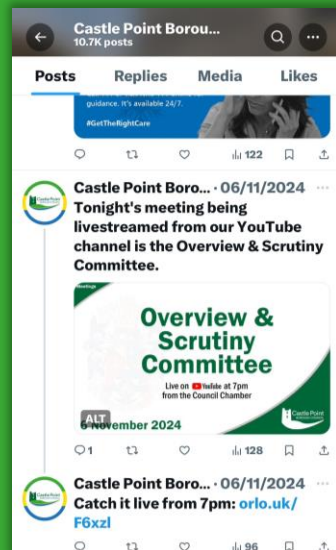 Castle Point Borou...
10.7K posts
Posts Replies Media Likes
guidance. It's available 24/7.
#GetTheRightCare
122
Castle Point Boro... · 06/11/2024 ...
Tonight's meeting being
livestreamed from our YouTube
channel is the Overview & Scrutiny
Committee.
Overview &
Scrutiny
Committee
Live on YouTube at 7pm
from the Council Chamber
ALT
6 November 2024
Castle Point
1 128
Castle Point Boro... · 06/11/2024 ...
Catch it live from 7pm: orlo.uk/
F6xzl
96